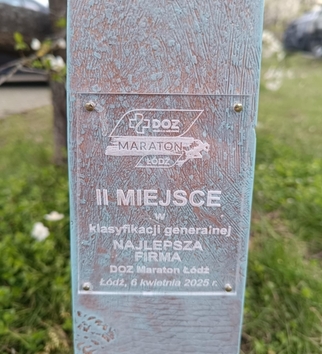 DOZ
MARATON
ŁÓDŹ
II MIEJSCE
w
klasyfikacji generalnej
NAJLEPSZA
FIRMA
DOZ Maraton Łódź
Łódź, 6 kwietnia 2025 r.